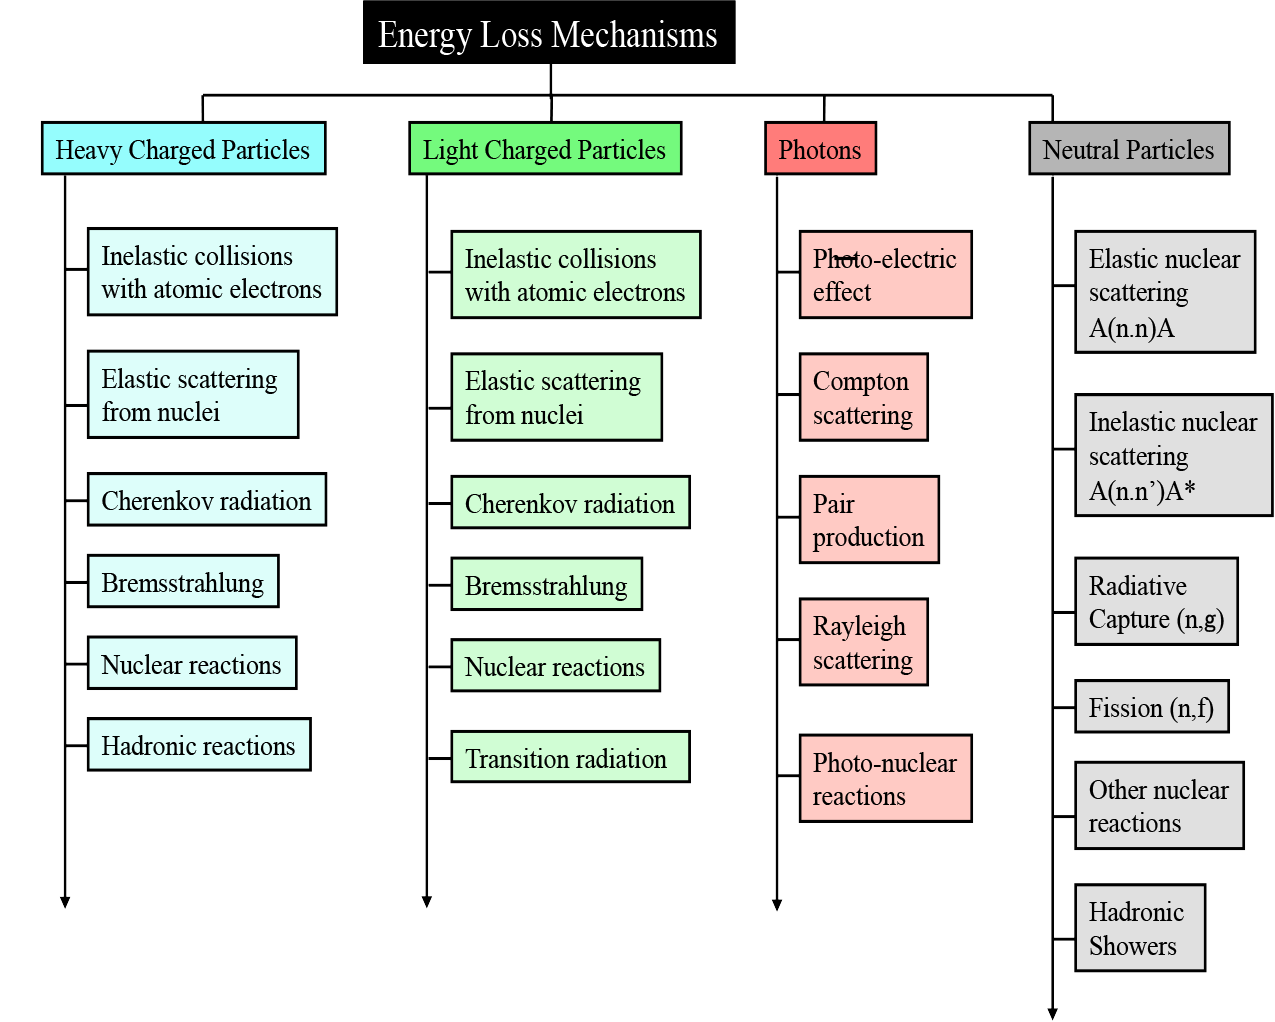 Energy Loss Mechanisms
Heavy Charged Particles
Inelastic collisions
with atomic electrons
Elastic scattering
from nuclei
Cherenkov radiation
Bremsstrahlung
Nuclear reactions
Hadronic reactions
Light Charged Particles
Inelastic collisions
with atomic electrons
Elastic scattering
from nuclei
Cherenkov radiation
Bremsstrahlung
Nuclear reactions
Transition radiation
Photons
Photo-electric
effect
Compton
scattering
Pair
production
Rayleigh
scattering
Photo-nuclear
reactions
Neutral Particles
Elastic nuclear
scattering
A(n.n)A
Inelastic nuclear
scattering
A(n.n’)A*
Radiative
Capture (n,g)
Fission (n,f)
Other nuclear
reactions
Hadronic
Showers